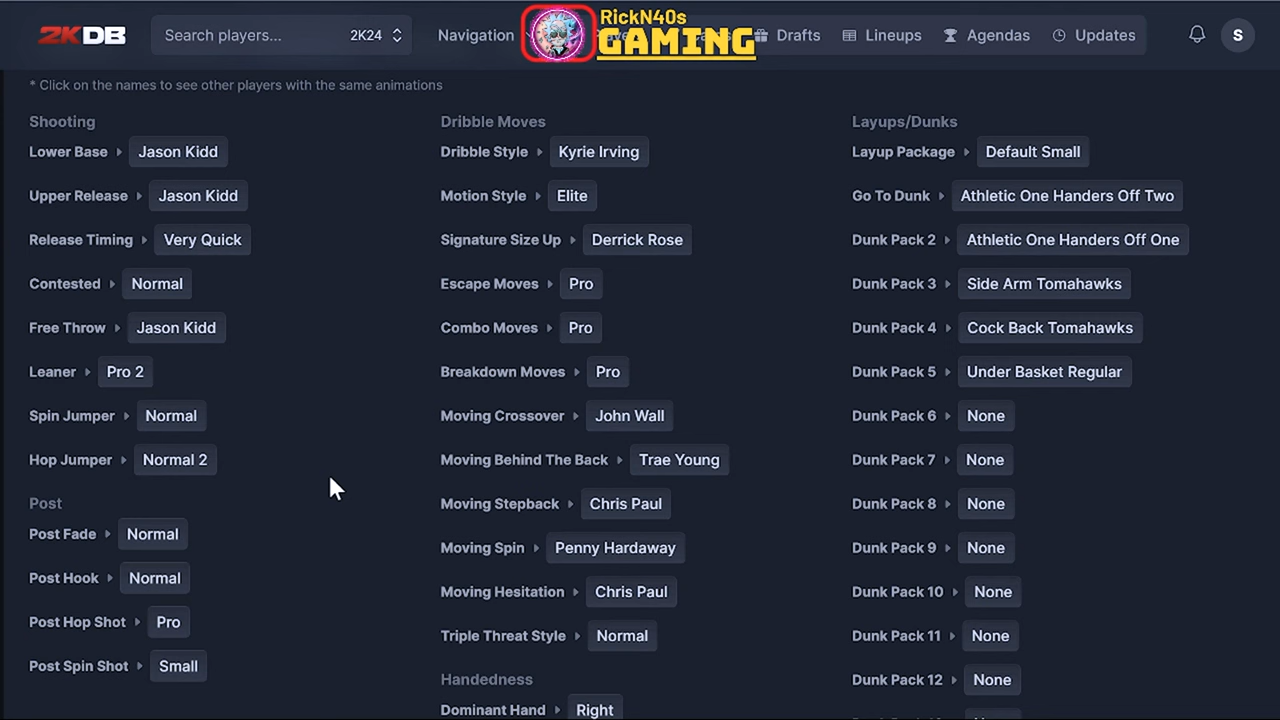 2KDB
Search players...
2K24
Navigation
RickN40s
GAMING
Drafts
Lineups
Agendas
Updates
S
* Click on the names to see other players with the same animations
Shooting
Lower Base Jason Kidd
Upper Release Jason Kidd
Release Timing Very Quick
Contested Normal
Free Throw Jason Kidd
Leaner Pro 2
Spin Jumper Normal
Hop Jumper Normal 2
Post
Post Fade Normal
Post Hook Normal
Post Hop Shot Pro
Post Spin Shot Small
Dribble Moves
Dribble Style Kyrie Irving
Motion Style Elite
Signature Size Up Derrick Rose
Escape Moves Pro
Combo Moves Pro
Breakdown Moves Pro
Moving Crossover John Wall
Moving Behind The Back Trae Young
Moving Stepback Chris Paul
Moving Spin Penny Hardaway
Moving Hesitation Chris Paul
Triple Threat Style Normal
Handedness
Dominant Hand Right
Layups/Dunks
Layup Package Default Small
Go To Dunk Athletic One Handers Off Two
Dunk Pack 2 Athletic One Handers Off One
Dunk Pack 3 Side Arm Tomahawks
Dunk Pack 4 Cock Back Tomahawks
Dunk Pack 5 Under Basket Regular
Dunk Pack 6 None
Dunk Pack 7 None
Dunk Pack 8 None
Dunk Pack 9 None
Dunk Pack 10 None
Dunk Pack 11 None
Dunk Pack 12 None